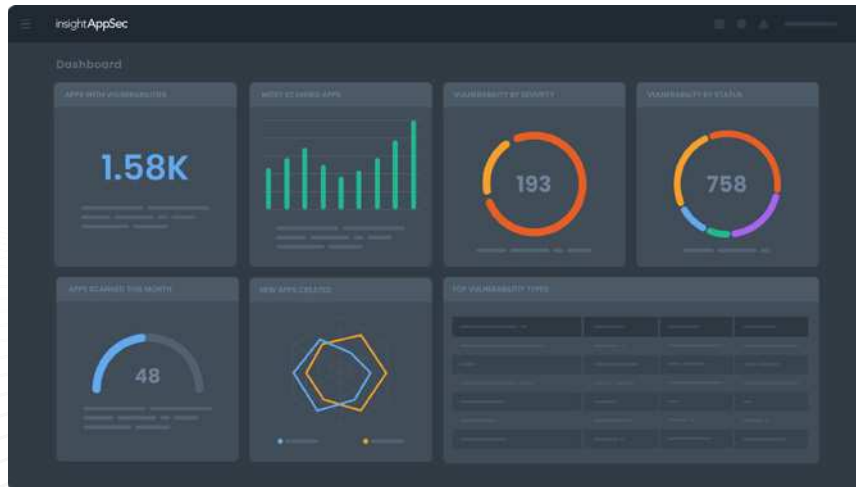 insightAppSec
Dashboard
APPS WITH VULNERABILITIES
MOST SCANNED APPS
VULNERABILITY BY SEVERITY
VULNERABILITY BY STATUS
1.58K
193
758
APPS SCANNED THIS MONTH
NEW APPS CREATED
TOP VULNERABILITY TYPES
48